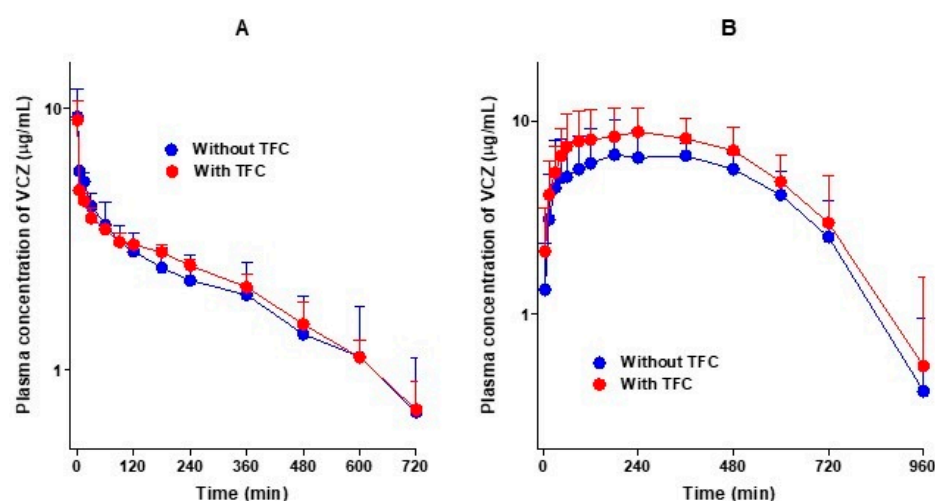 A
B
Plasma concentration of VCZ (µg/mL)
10
1
Without TFC
With TFC
0 120 240 360 480 600 720
Time (min)
Plasma concentration of VCZ (µg/mL)
10
1
Without TFC
With TFC
0 240 480 720 960
Time (min)